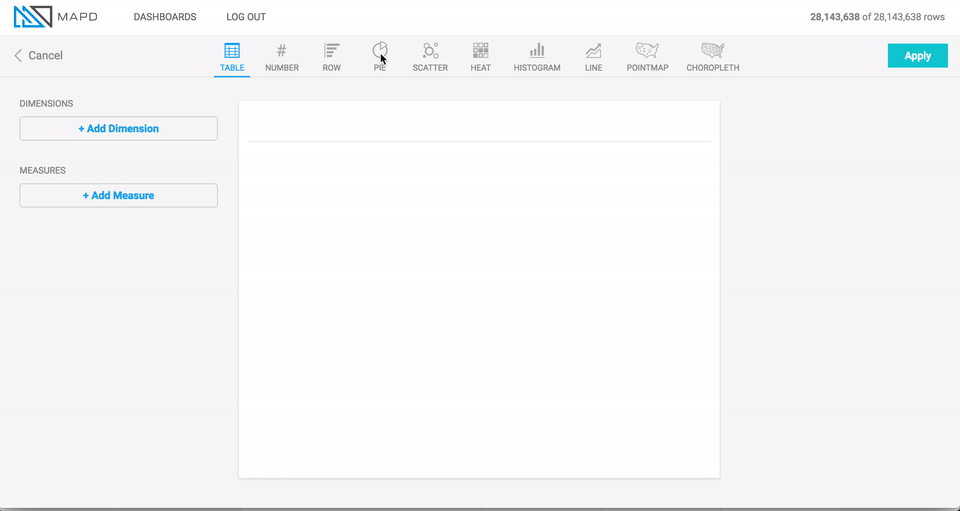 MAPD DASHBOARDS LOG OUT 28,143,638 of 28,143,638 rows
Cancel TABLE # NUMBER ROW PIE SCATTER HEAT HISTOGRAM LINE POINTMAP CHOROPLETH Apply
DIMENSIONS
+ Add Dimension
MEASURES
+ Add Measure